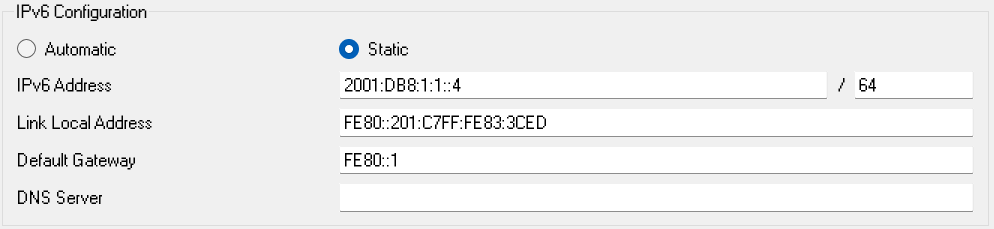 IPv6 Configuration
Automatic Static
IPv6 Address 2001:DB8:1:1::4 / 64
Link Local Address FE80::201:C7FF:FE83:3CED
Default Gateway FE80::1
DNS Server